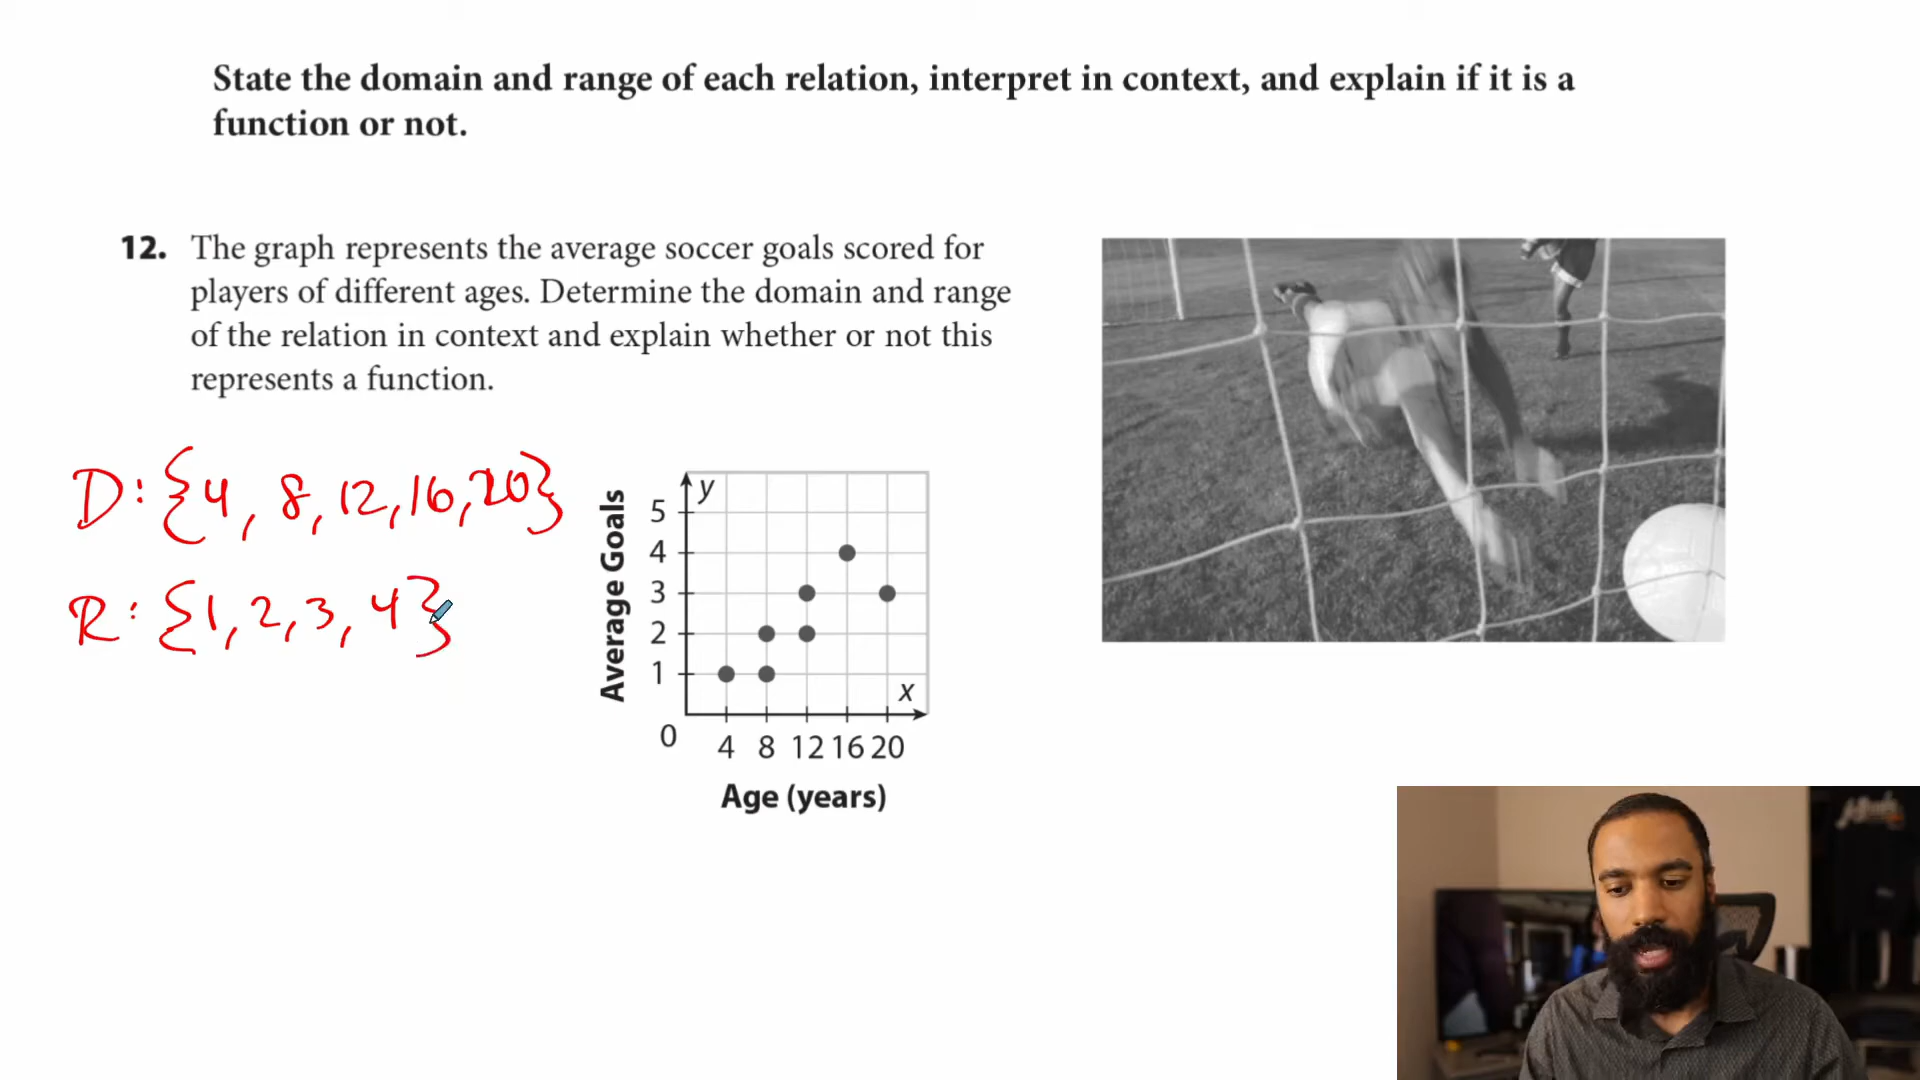 State the domain and range of each relation, interpret in context, and explain if it is a
function or not.
12. The graph represents the average soccer goals scored for
players of different ages. Determine the domain and range
of the relation in context and explain whether or not this
represents a function.
D: {4, 8, 12, 16, 20}
R: {1, 2, 3, 4}
Average Goals
y
5
4
3
2
1
x
0
4 8 12 16 20
Age (years)